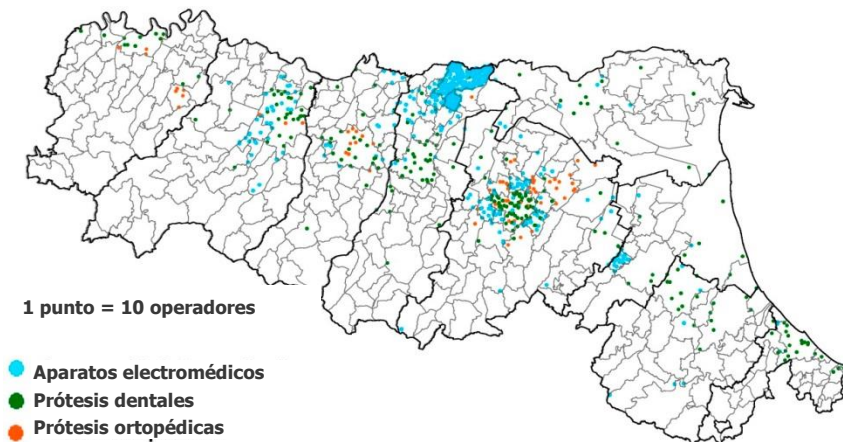 1 punto = 10 operadores
Aparatos electromédicos
Prótesis dentales
Prótesis ortopédicas